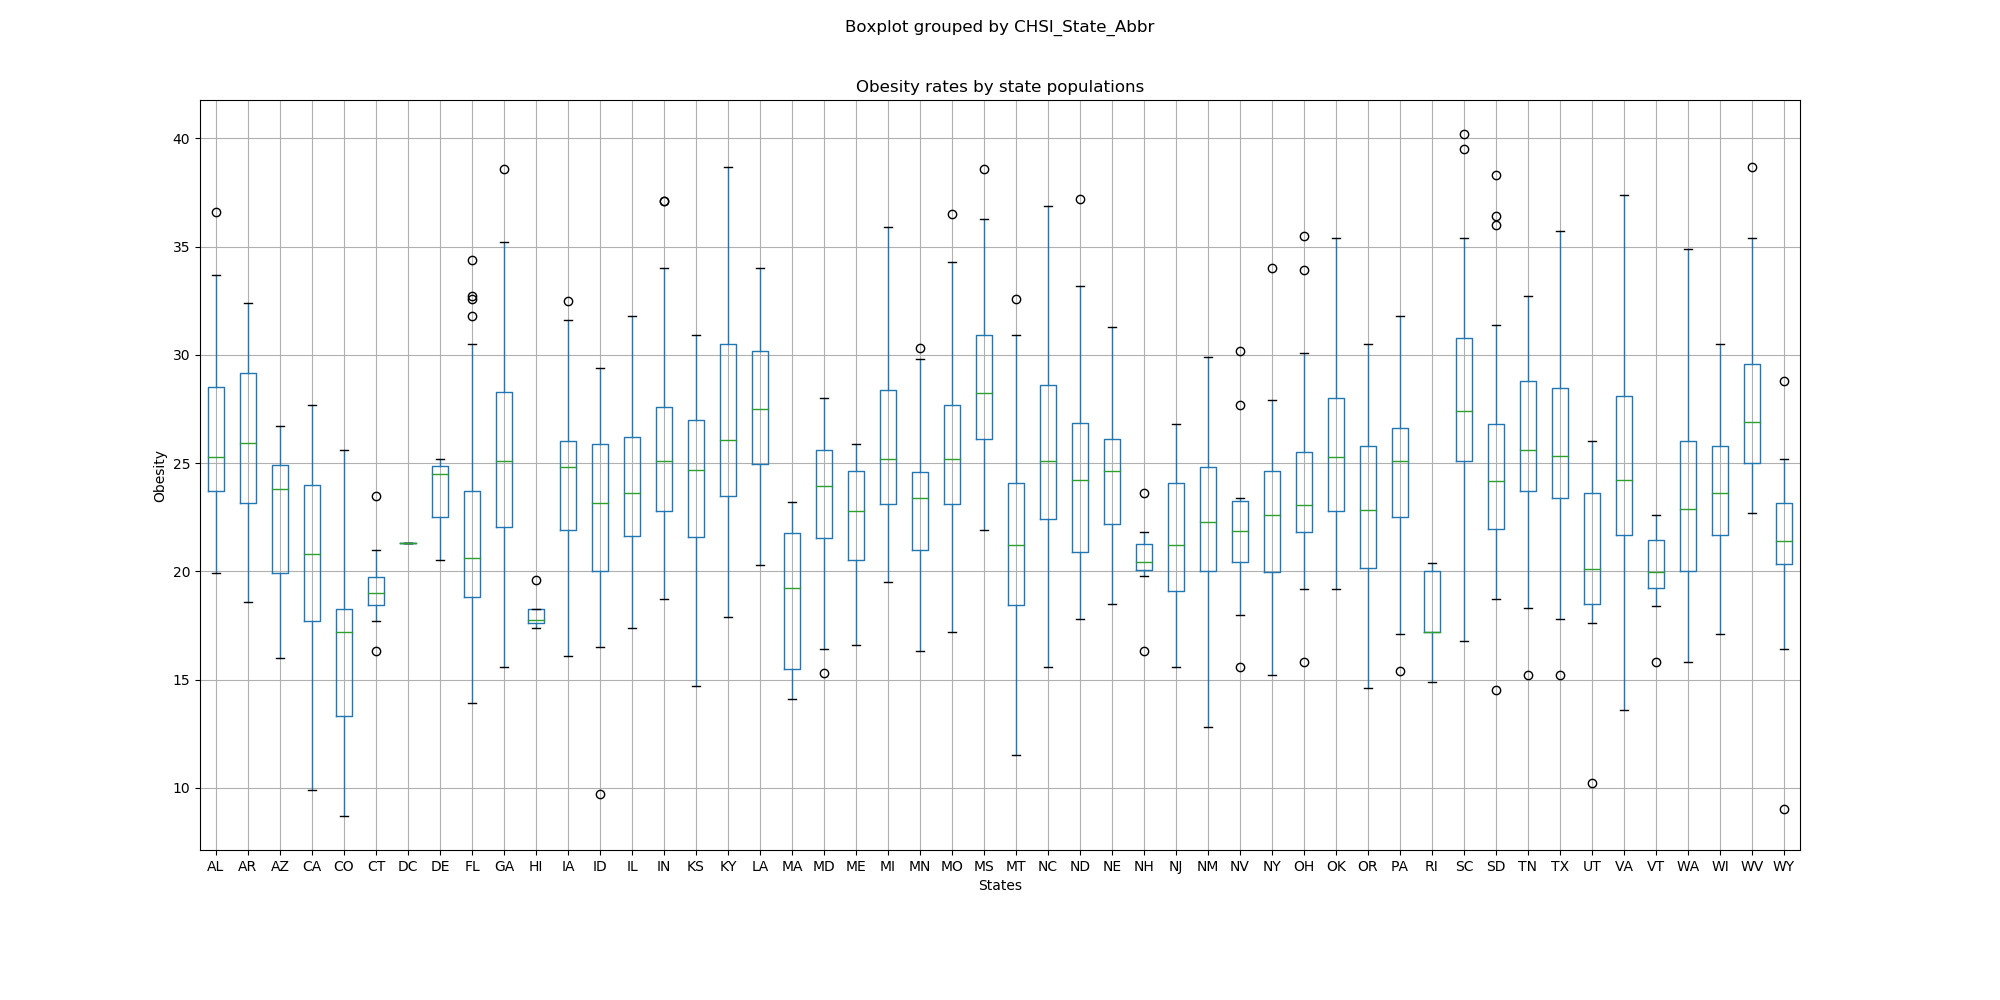 Boxplot grouped by CHSI_State_Abbr
Obesity rates by state populations
40
35
30
25
20
15
10
Obesity
AL AR AZ CA CO CT DC DE FL GA HI IA ID IL IN KS KY LA MA MD ME MI MN MO MS MT NC ND NE NH NJ NM NV NY OH OK OR PA RI SC SD TN TX UT VA VT WA WI WV WY
States